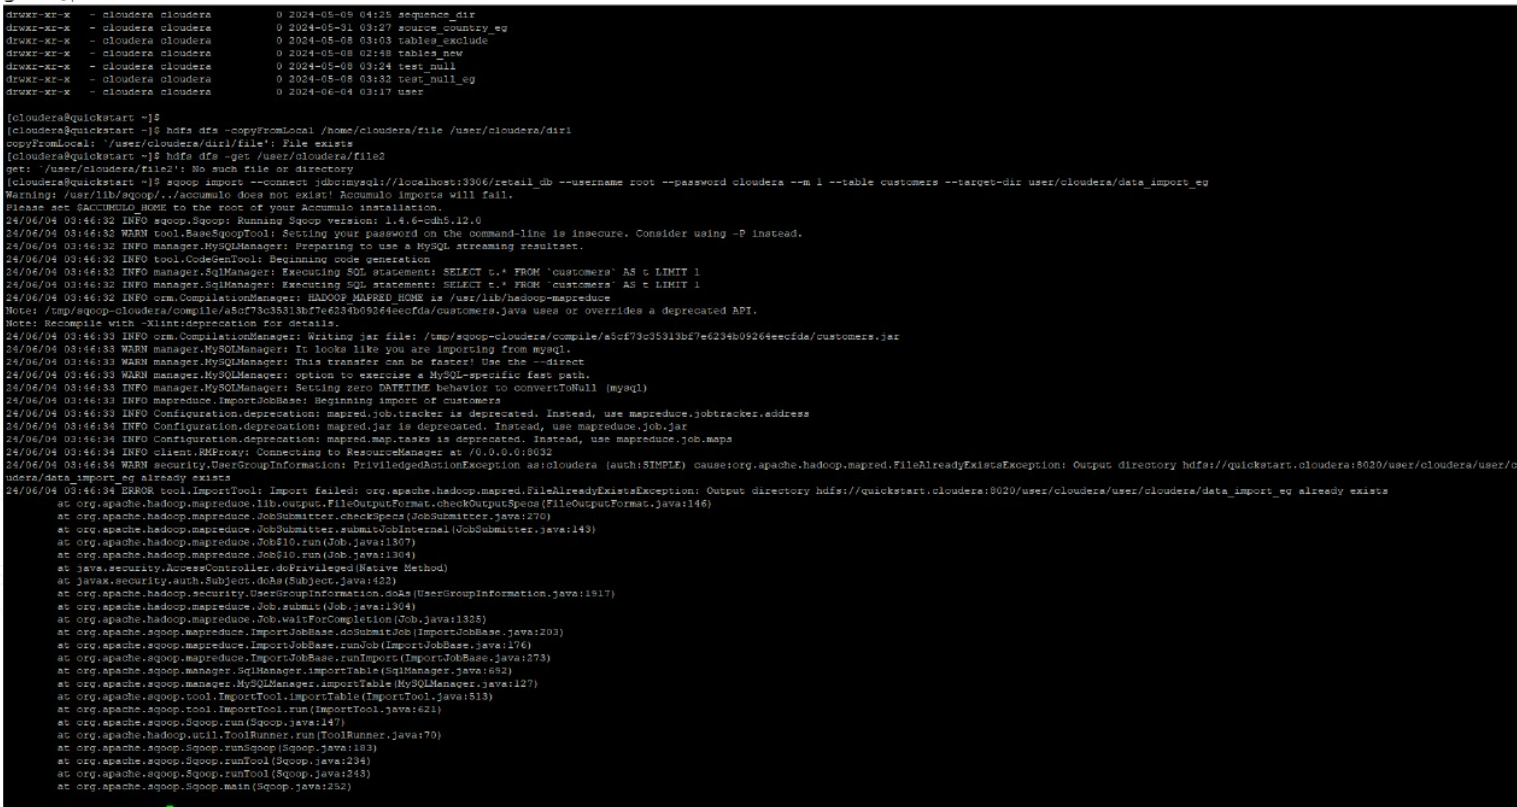 drwxr-xr-x - cloudera cloudera 0 2024-05-09 04:25 sequence_dir
drwxr-xr-x - cloudera cloudera 0 2024-05-31 03:27 source_country_eg
drwxr-xr-x - cloudera cloudera 0 2024-05-08 03:03 tables_exclude
drwxr-xr-x - cloudera cloudera 0 2024-05-08 02:48 tables_new
drwxr-xr-x - cloudera cloudera 0 2024-05-08 03:24 test_null
drwxr-xr-x - cloudera cloudera 0 2024-05-08 03:32 test_null_eg
drwxr-xr-x - cloudera cloudera 0 2024-06-04 03:17 user
[cloudera@quickstart ~]$
[cloudera@quickstart ~]$ hdfs dfs -copyFromLocal /home/cloudera/file /user/cloudera/dir1
copyFromLocal: `/user/cloudera/dir1/file': File exists
[cloudera@quickstart ~]$ hdfs dfs -get /user/cloudera/file2
get: `/user/cloudera/file2': No such file or directory
[cloudera@quickstart ~]$ sqoop import --connect jdbc:mysql://localhost:3306/retail_db --username root --password cloudera --m 1 --table customers --target-dir user/cloudera/data_import_eg
Warning: /usr/lib/sqoop/../accumulo does not exist! Accumulo imports will fail.
Please set $ACCUMULO_HOME to the root of your Accumulo installation.
24/06/04 03:46:32 INFO sqoop.Sqoop: Running Sqoop version: 1.4.6-cdh5.12.0
24/06/04 03:46:32 WARN tool.BaseSqoopTool: Setting your password on the command-line is insecure. Consider using -P instead.
24/06/04 03:46:32 INFO manager.MySQLManager: Preparing to use a MySQL streaming resultset.
24/06/04 03:46:32 INFO tool.CodeGenTool: Beginning code generation
24/06/04 03:46:32 INFO manager.SqlManager: Executing SQL statement: SELECT t.* FROM `customers` AS t LIMIT 1
24/06/04 03:46:32 INFO manager.SqlManager: Executing SQL statement: SELECT t.* FROM `customers` AS t LIMIT 1
24/06/04 03:46:32 INFO orm.CompilationManager: HADOOP_MAPRED_HOME is /usr/lib/hadoop-mapreduce
Note: /tmp/sqoop-cloudera/compile/a5cf73c35313bf7e6234b09264eecfda/customers.java uses or overrides a deprecated API.
Note: Recompile with -Xlint:deprecation for details.
24/06/04 03:46:33 INFO orm.CompilationManager: Writing jar file: /tmp/sqoop-cloudera/compile/a5cf73c35313bf7e6234b09264eecfda/customers.jar
24/06/04 03:46:33 WARN manager.MySQLManager: It looks like you are importing from mysql.
24/06/04 03:46:33 WARN manager.MySQLManager: This transfer can be faster! Use the --direct
24/06/04 03:46:33 WARN manager.MySQLManager: option to exercise a MySQL-specific fast path.
24/06/04 03:46:33 INFO manager.MySQLManager: Setting zero DATETIME behavior to convertToNull (mysql)
24/06/04 03:46:33 INFO mapreduce.ImportJobBase: Beginning import of customers
24/06/04 03:46:33 INFO Configuration.deprecation: mapred.job.tracker is deprecated. Instead, use mapreduce.jobtracker.address
24/06/04 03:46:34 INFO Configuration.deprecation: mapred.jar is deprecated. Instead, use mapreduce.job.jar
24/06/04 03:46:34 INFO Configuration.deprecation: mapred.map.tasks is deprecated. Instead, use mapreduce.job.maps
24/06/04 03:46:34 INFO client.RMProxy: Connecting to ResourceManager at /0.0.0.0:8032
24/06/04 03:46:34 WARN security.UserGroupInformation: PriviledgedActionException as:cloudera (auth:SIMPLE) cause:org.apache.hadoop.mapred.FileAlreadyExistsException: Output directory hdfs://quickstart.cloudera:8020/user/cloudera/user/c
udera/data_import_eg already exists
24/06/04 03:46:34 ERROR tool.ImportTool: Import failed: org.apache.hadoop.mapred.FileAlreadyExistsException: Output directory hdfs://quickstart.cloudera:8020/user/cloudera/user/cloudera/data_import_eg already exists
at org.apache.hadoop.mapreduce.lib.output.FileOutputFormat.checkOutputSpecs(FileOutputFormat.java:146)
at org.apache.hadoop.mapreduce.JobSubmitter.checkSpecs(JobSubmitter.java:270)
at org.apache.hadoop.mapreduce.JobSubmitter.submitJobInternal(JobSubmitter.java:143)
at org.apache.hadoop.mapreduce.Job$10.run(Job.java:1307)
at org.apache.hadoop.mapreduce.Job$10.run(Job.java:1304)
at java.security.AccessController.doPrivileged(Native Method)
at javax.security.auth.Subject.doAs(Subject.java:422)
at org.apache.hadoop.security.UserGroupInformation.doAs(UserGroupInformation.java:1917)
at org.apache.hadoop.mapreduce.Job.submit(Job.java:1304)
at org.apache.hadoop.mapreduce.Job.waitForCompletion(Job.java:1325)
at org.apache.sqoop.mapreduce.ImportJobBase.doSubmitJob(ImportJobBase.java:203)
at org.apache.sqoop.mapreduce.ImportJobBase.runJob(ImportJobBase.java:176)
at org.apache.sqoop.mapreduce.ImportJobBase.runImport(ImportJobBase.java:273)
at org.apache.sqoop.manager.SqlManager.importTable(SqlManager.java:692)
at org.apache.sqoop.manager.MySQLManager.importTable(MySQLManager.java:127)
at org.apache.sqoop.tool.ImportTool.importTable(ImportTool.java:513)
at org.apache.sqoop.tool.ImportTool.run(ImportTool.java:621)
at org.apache.sqoop.Sqoop.run(Sqoop.java:147)
at org.apache.hadoop.util.ToolRunner.run(ToolRunner.java:70)
at org.apache.sqoop.Sqoop.runSqoop(Sqoop.java:183)
at org.apache.sqoop.Sqoop.runTool(Sqoop.java:234)
at org.apache.sqoop.Sqoop.runTool(Sqoop.java:243)
at org.apache.sqoop.Sqoop.main(Sqoop.java:252)